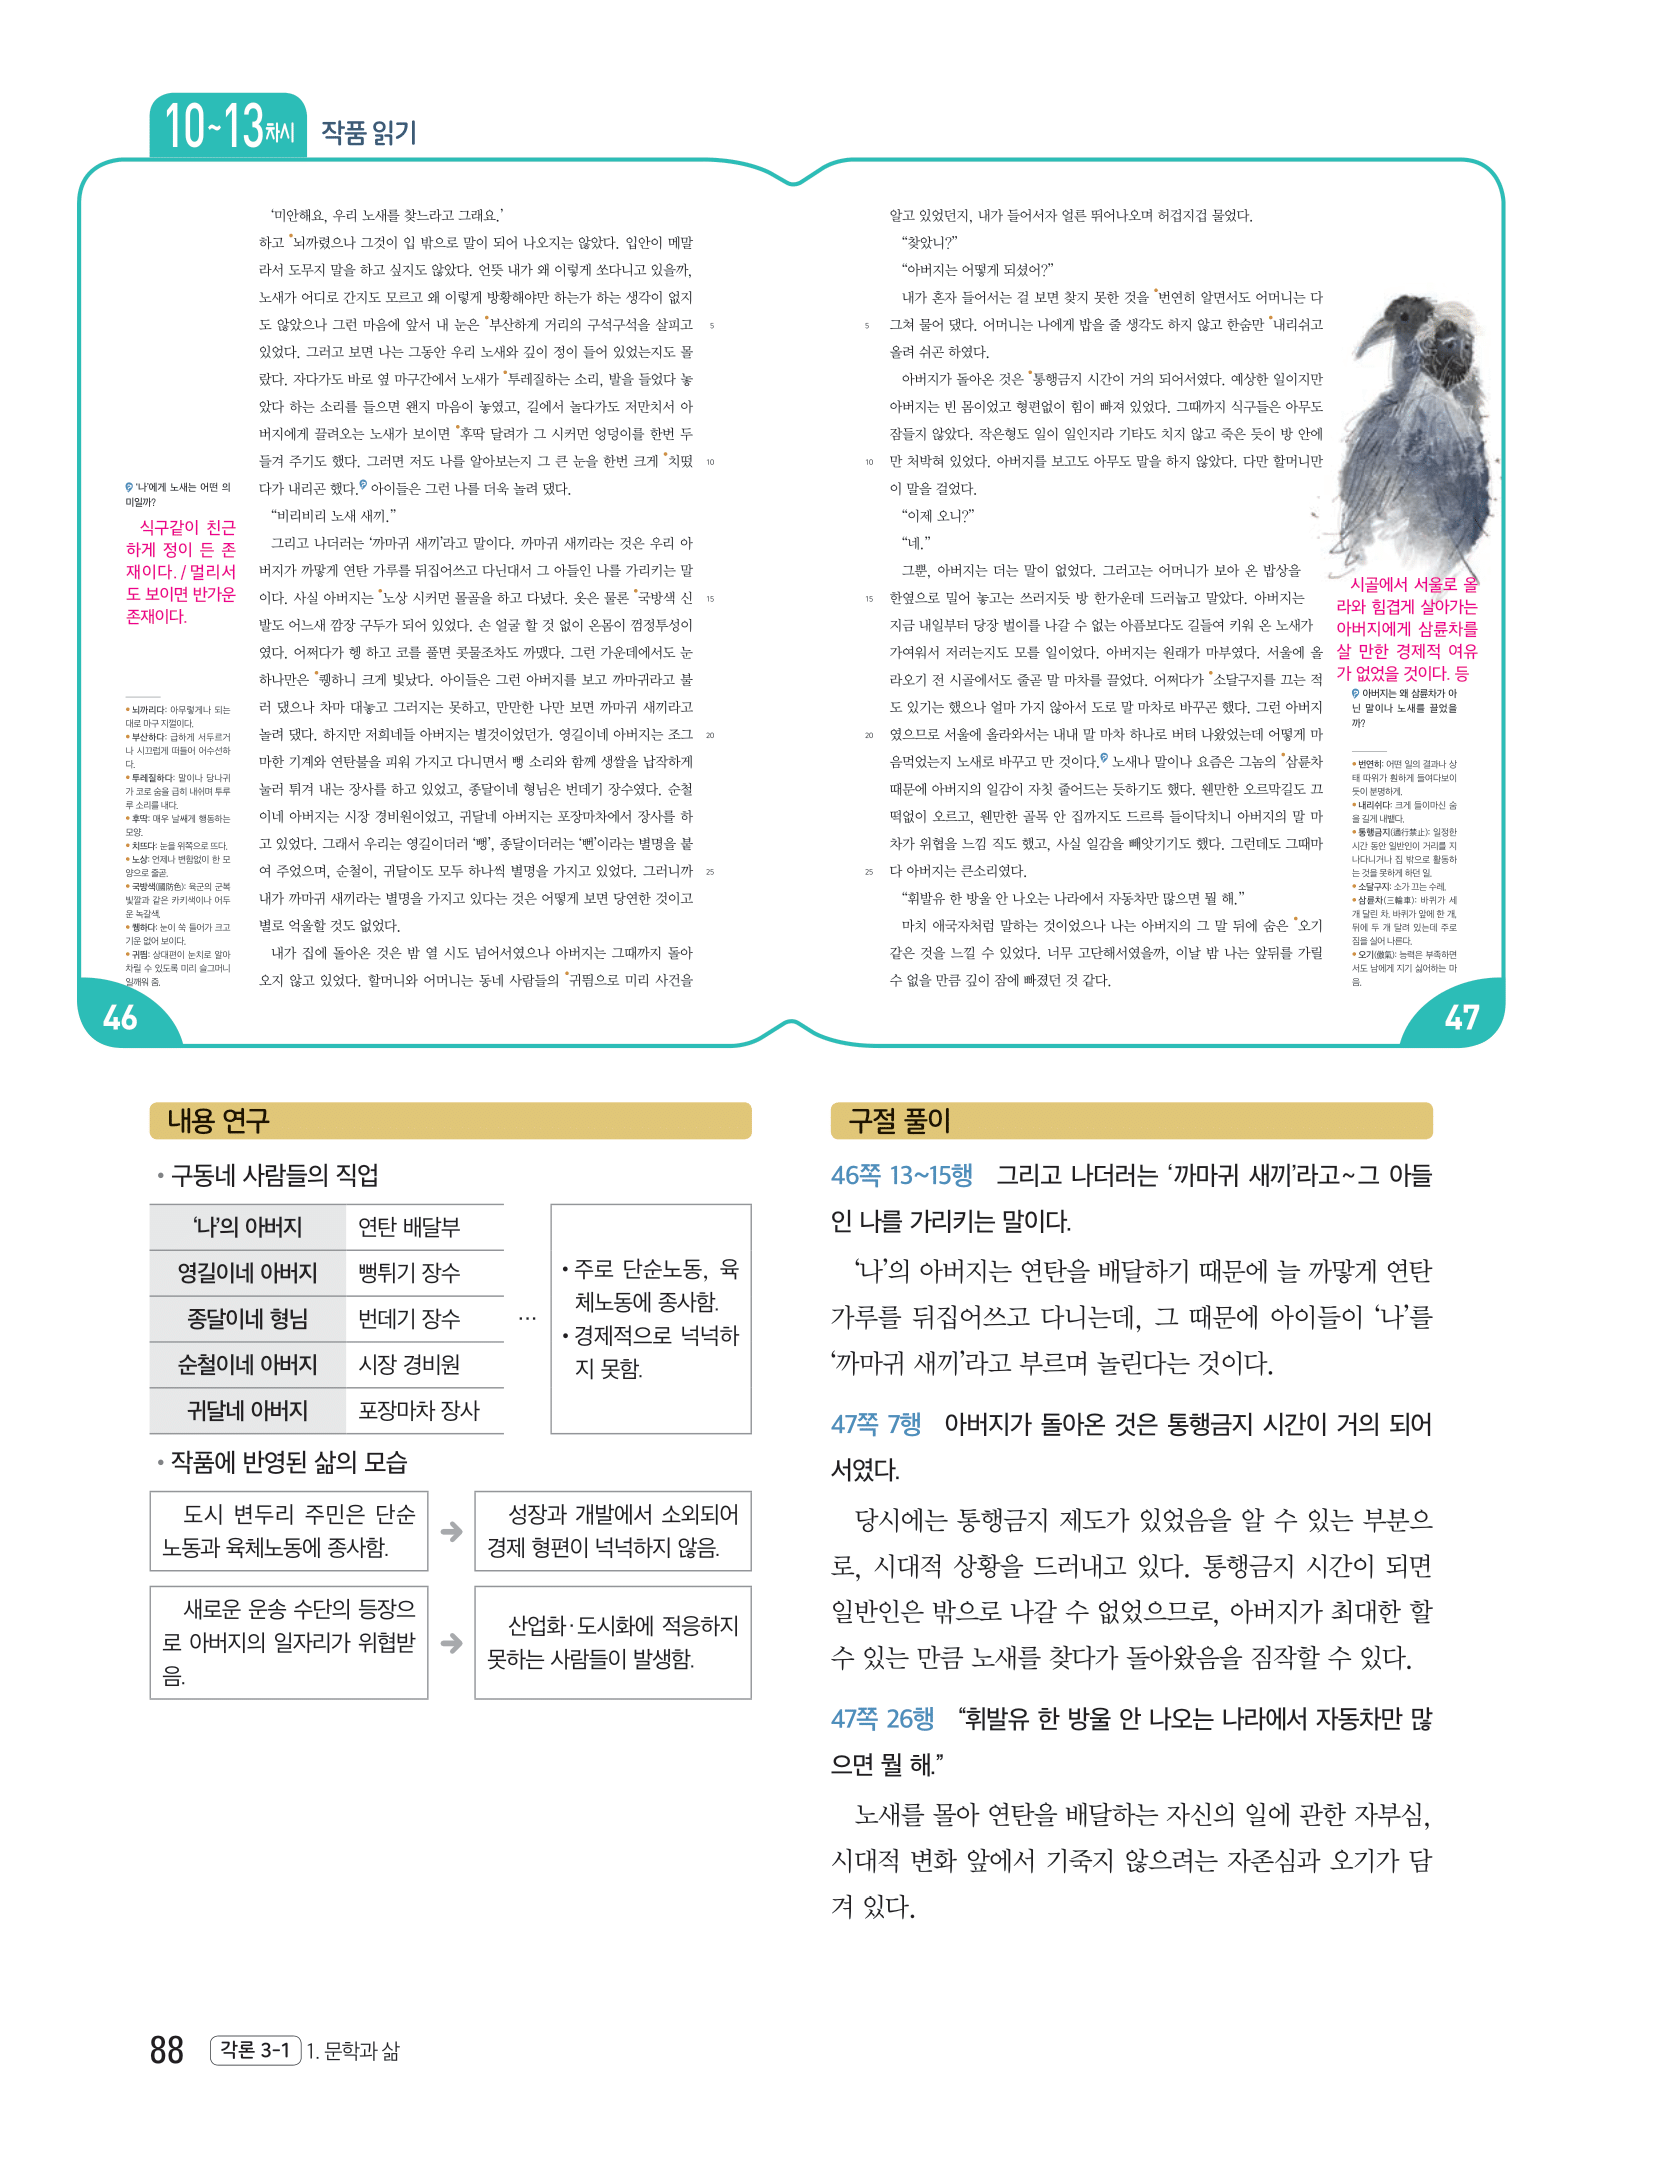 10~13차시 작품 읽기
‘미안해요, 우리 노새를 찾느라고 그래요.’
하고 •뇌까렸으나 그것이 입 밖으로 말이 되어 나오지는 않았다. 입안이 메말
라서 도무지 말을 하고 싶지도 않았다. 언뜻 내가 왜 이렇게 쏘다니고 있을까,
노새가 어디로 간지도 모르고 왜 이렇게 방황해야만 하는가 하는 생각이 없지
도 않았으나 그런 마음에 앞서 내 눈은 •부산하게 거리의 구석구석을 살피고 5
있었다. 그러고 보면 나는 그동안 우리 노새와 깊이 정이 들어 있었는지도 몰
랐다. 자다가도 바로 옆 마구간에서 노새가 •투레질하는 소리, 발을 들었다 놓
았다 하는 소리를 들으면 왠지 마음이 놓였고, 길에서 놀다가도 저만치서 아
버지에게 끌려오는 노새가 보이면 •후딱 달려가 그 시커먼 엉덩이를 한번 두
들겨 주기도 했다. 그러면 저도 나를 알아보는지 그 큰 눈을 한번 크게 •치떴 10
다가 내리곤 했다. 아이들은 그런 나를 더욱 놀려 댔다.
“비리비리 노새 새끼.”
그리고 나더러는 ‘까마귀 새끼’라고 말이다. 까마귀 새끼라는 것은 우리 아
버지가 까맣게 연탄 가루를 뒤집어쓰고 다닌대서 그 아들인 나를 가리키는 말
이다. 사실 아버지는 •노상 시커먼 몰골을 하고 다녔다. 옷은 물론 •국방색 신 15
발도 어느새 깜장 구두가 되어 있었다. 손 얼굴 할 것 없이 온몸이 껌정투성이
였다. 어쩌다가 헹 하고 코를 풀면 콧물조차도 까맸다. 그런 가운데에서도 눈
하나만은 •퀭하니 크게 빛났다. 아이들은 그런 아버지를 보고 까마귀라고 불
러 댔으나 차마 대놓고 그러지는 못하고, 만만한 나만 보면 까마귀 새끼라고
놀려 댔다. 하지만 저희네들 아버지는 별것이었던가. 영길이네 아버지는 조그 20
마한 기계와 연탄불을 피워 가지고 다니면서 뻥 소리와 함께 생쌀을 납작하게
눌러 튀겨 내는 장사를 하고 있었고, 종달이네 형님은 번데기 장수였다. 순철
이네 아버지는 시장 경비원이었고, 귀달네 아버지는 포장마차에서 장사를 하
고 있었다. 그래서 우리는 영길이더러 ‘뻥’, 종달이더러는 ‘뻔’이라는 별명을 붙
여 주었으며, 순철이, 귀달이도 모두 하나씩 별명을 가지고 있었다. 그러니까 25
내가 까마귀 새끼라는 별명을 가지고 있다는 것은 어떻게 보면 당연한 것이고
별로 억울할 것도 없었다.
내가 집에 돌아온 것은 밤 열 시도 넘어서였으나 아버지는 그때까지 돌아
오지 않고 있었다. 할머니와 어머니는 동네 사람들의 •귀띔으로 미리 사건을
‘나’에게 노새는 어떤 의
미일까?
식구같이 친근
하게 정이 든 존
재이다. / 멀리서
도 보이면 반가운
존재이다.
• 뇌까리다: 아무렇게나 되는
대로 마구 지껄이다.
• 부산하다: 급하게 서두르거
나 시끄럽게 떠들어 어수선하
다.
• 투레질하다: 말이나 당나귀
가 코로 숨을 급히 내쉬며 투루
루 소리를 내다.
• 후딱: 매우 날쌔게 행동하는
모양.
• 치뜨다: 눈을 위쪽으로 뜨다.
• 노상: 언제나 변함없이 한 모
양으로 줄곧.
• 국방색(國防色): 육군의 군복
빛깔과 같은 카키색이나 어두
운 녹갈색.
• 퀭하다: 눈이 쑥 들어가 크고
기운 없어 보이다.
• 귀띔: 상대편이 눈치로 알아
차릴 수 있도록 미리 슬그머니
일깨워 줌.
46
알고 있었던지, 내가 들어서자 얼른 뛰어나오며 허겁지겁 물었다.
“찾았니?”
“아버지는 어떻게 되셨어?”
내가 혼자 들어서는 걸 보면 찾지 못한 것을 •번연히 알면서도 어머니는 다
5 그쳐 물어 댔다. 어머니는 나에게 밥을 줄 생각도 하지 않고 한숨만 •내리쉬고
올려 쉬곤 하였다.
아버지가 돌아온 것은 •통행금지 시간이 거의 되어서였다. 예상한 일이지만
아버지는 빈 몸이었고 형편없이 힘이 빠져 있었다. 그때까지 식구들은 아무도
잠들지 않았다. 작은형도 일이 일인지라 기타도 치지 않고 죽은 듯이 방 안에
10 만 처박혀 있었다. 아버지를 보고도 아무도 말을 하지 않았다. 다만 할머니만
이 말을 걸었다.
“이제 오니?”
“네.”
그뿐, 아버지는 더는 말이 없었다. 그러고는 어머니가 보아 온 밥상을
15 한옆으로 밀어 놓고는 쓰러지듯 방 한가운데 드러눕고 말았다. 아버지는
지금 내일부터 당장 벌이를 나갈 수 없는 아픔보다도 길들여 키워 온 노새가
가여워서 저러는지도 모를 일이었다. 아버지는 원래가 마부였다. 서울에 올
라오기 전 시골에서도 줄곧 말 마차를 끌었다. 어쩌다가 •소달구지를 끄는 적
도 있기는 했으나 얼마 가지 않아서 도로 말 마차로 바꾸곤 했다. 그런 아버지
20 였으므로 서울에 올라와서는 내내 말 마차 하나로 버텨 나왔었는데 어떻게 마
음먹었는지 노새로 바꾸고 만 것이다. 노새나 말이나 요즘은 그놈의 •삼륜차
때문에 아버지의 일감이 자칫 줄어드는 듯하기도 했다. 웬만한 오르막길도 끄
떡없이 오르고, 웬만한 골목 안 집까지도 드르륵 들이닥치니 아버지의 말 마
차가 위협을 느낌 직도 했고, 사실 일감을 빼앗기기도 했다. 그런데도 그때마
25 다 아버지는 큰소리였다.
“휘발유 한 방울 안 나오는 나라에서 자동차만 많으면 뭘 해.”
마치 애국자처럼 말하는 것이었으나 나는 아버지의 그 말 뒤에 숨은 •오기
같은 것을 느낄 수 있었다. 너무 고단해서였을까, 이날 밤 나는 앞뒤를 가릴
수 없을 만큼 깊이 잠에 빠졌던 것 같다.
시골에서 서울로 올
라와 힘겹게 살아가는
아버지에게 삼륜차를
살 만한 경제적 여유
가 없었을 것이다. 등
아버지는 왜 삼륜차가 아
닌 말이나 노새를 끌었을
까?
• 번연히: 어떤 일의 결과나 상
태 따위가 훤하게 들여다보이
듯이 분명하게.
• 내리쉬다: 크게 들이마신 숨
을 길게 내뱉다.
• 통행금지(通行禁止): 일정한
시간 동안 일반인이 거리를 지
나다니거나 집 밖으로 활동하
는 것을 못하게 하던 일.
• 소달구지: 소가 끄는 수레.
• 삼륜차(三輪車): 바퀴가 세
개 달린 차. 바퀴가 앞에 한 개,
뒤에 두 개 달려 있는데 주로
짐을 실어 나른다.
• 오기(傲氣): 능력은 부족하면
서도 남에게 지기 싫어하는 마
음.
47
내용 연구
• 구동네 사람들의 직업
‘나’의 아버지 연탄 배달부
영길이네 아버지 뻥튀기 장수
종달이네 형님 번데기 장수
순철이네 아버지 시장 경비원
귀달네 아버지 포장마차 장사
…
• 주로 단순노동, 육
체노동에 종사함.
• 경제적으로 넉넉하
지 못함.
• 작품에 반영된 삶의 모습
도시 변두리 주민은 단순
노동과 육체노동에 종사함.
➔
성장과 개발에서 소외되어
경제 형편이 넉넉하지 않음.
새로운 운송 수단의 등장으
로 아버지의 일자리가 위협받
음.
➔
산업화·도시화에 적응하지
못하는 사람들이 발생함.
구절 풀이
46쪽 13~15행 그리고 나더러는 ‘까마귀 새끼’라고~그 아들
인 나를 가리키는 말이다.
‘나’의 아버지는 연탄을 배달하기 때문에 늘 까맣게 연탄
가루를 뒤집어쓰고 다니는데, 그 때문에 아이들이 ‘나’를
‘까마귀 새끼’라고 부르며 놀린다는 것이다.
47쪽 7행 아버지가 돌아온 것은 통행금지 시간이 거의 되어
서였다.
당시에는 통행금지 제도가 있었음을 알 수 있는 부분으
로, 시대적 상황을 드러내고 있다. 통행금지 시간이 되면
일반인은 밖으로 나갈 수 없었으므로, 아버지가 최대한 할
수 있는 만큼 노새를 찾다가 돌아왔음을 짐작할 수 있다.
47쪽 26행 “휘발유 한 방울 안 나오는 나라에서 자동차만 많
으면 뭘 해.”
노새를 몰아 연탄을 배달하는 자신의 일에 관한 자부심,
시대적 변화 앞에서 기죽지 않으려는 자존심과 오기가 담
겨 있다.
88 각론 3-1 1. 문학과 삶